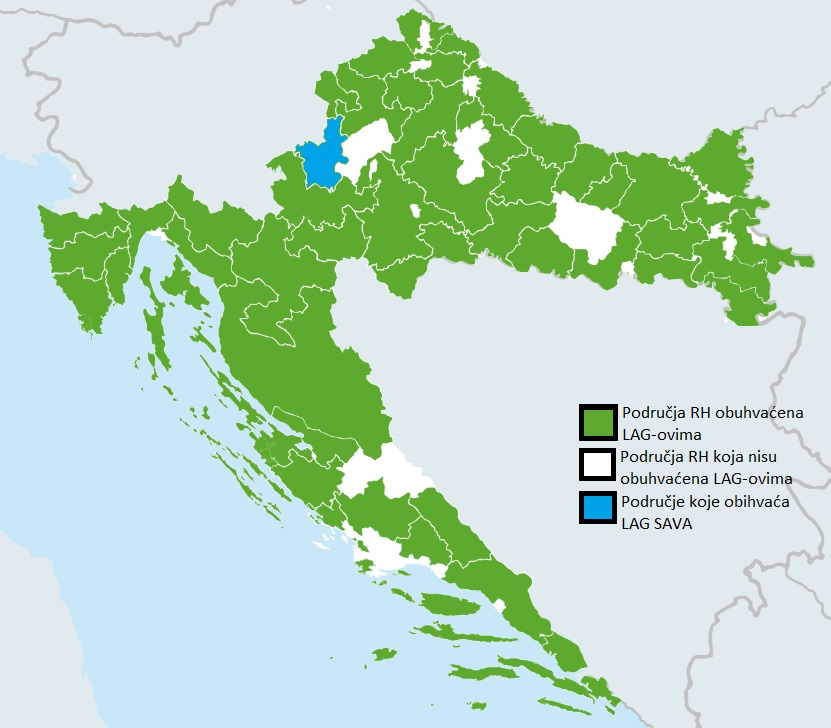 Područja RH obuhvaćena
LAG-ovima
Područja RH koja nisu
obuhvaćena LAG-ovima
Područje koje obihvaća
LAG SAVA